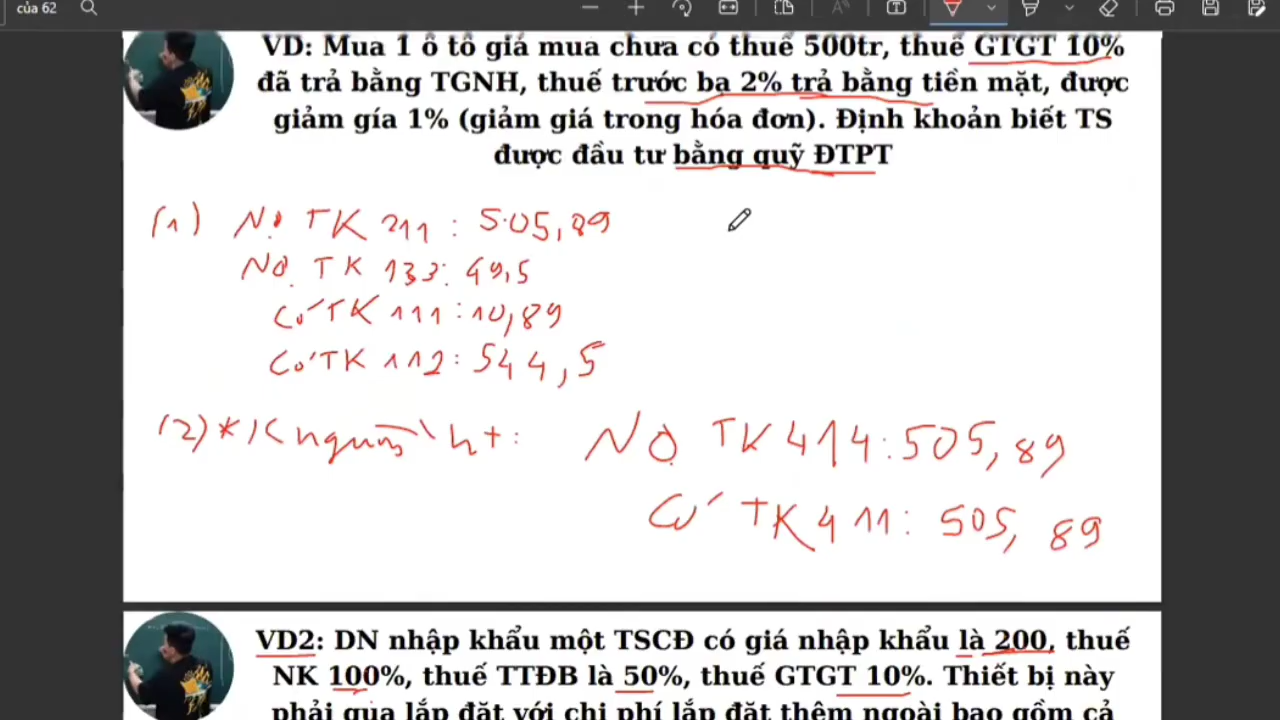 của 62
VD: Mua 1 ô tô giá mua chưa có thuế 500tr, thuế GTGT 10%
đã trả bằng TGNH, thuế trước bạ 2% trả bằng tiền mặt, được
giảm gía 1% (giảm giá trong hóa đơn). Định khoản biết TS
được đầu tư bằng quỹ ĐTPT
(1) Nợ TK 211 : 505,89
Nợ TK 133: 49,5
Có TK 111 : 10,89
Có TK 112 : 544,5
(2) * K nguồn ht : Nợ TK 414 : 505,89
Có TK 411 : 505,89
VD2: DN nhập khẩu một TSCĐ có giá nhập khẩu là 200, thuế
NK 100%, thuế TTĐB là 50%, thuế GTGT 10%. Thiết bị này
phải qua lắp đặt với chi phí lắp đặt thêm ngoài bao gồm cả